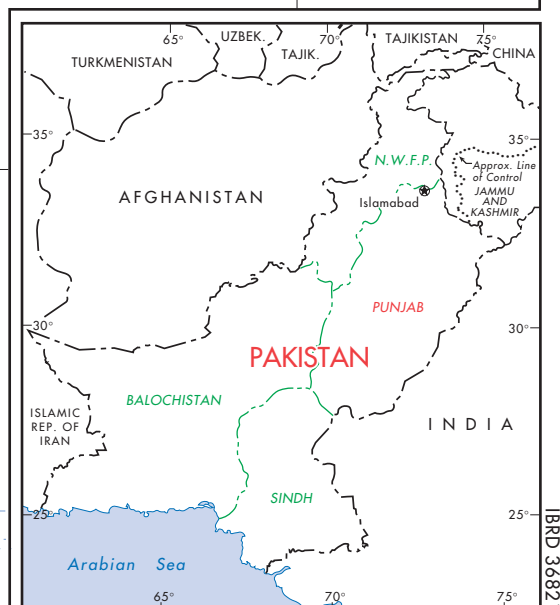 65°
UZBEK.
70°
TAJIKISTAN
75°
TURKMENISTAN
TAJIK.
CHINA
35°
35°
N.W.F.P.
Approx. Line
of Control
JAMMU
AND
KASHMIR
AFGHANISTAN
Islamabad
PUNJAB
30°
30°
PAKISTAN
BALOCHISTAN
ISLAMIC
REP. OF
IRAN
INDIA
SINDH
25°
25°
IBRD 3682
Arabian Sea
65°
70°
75°